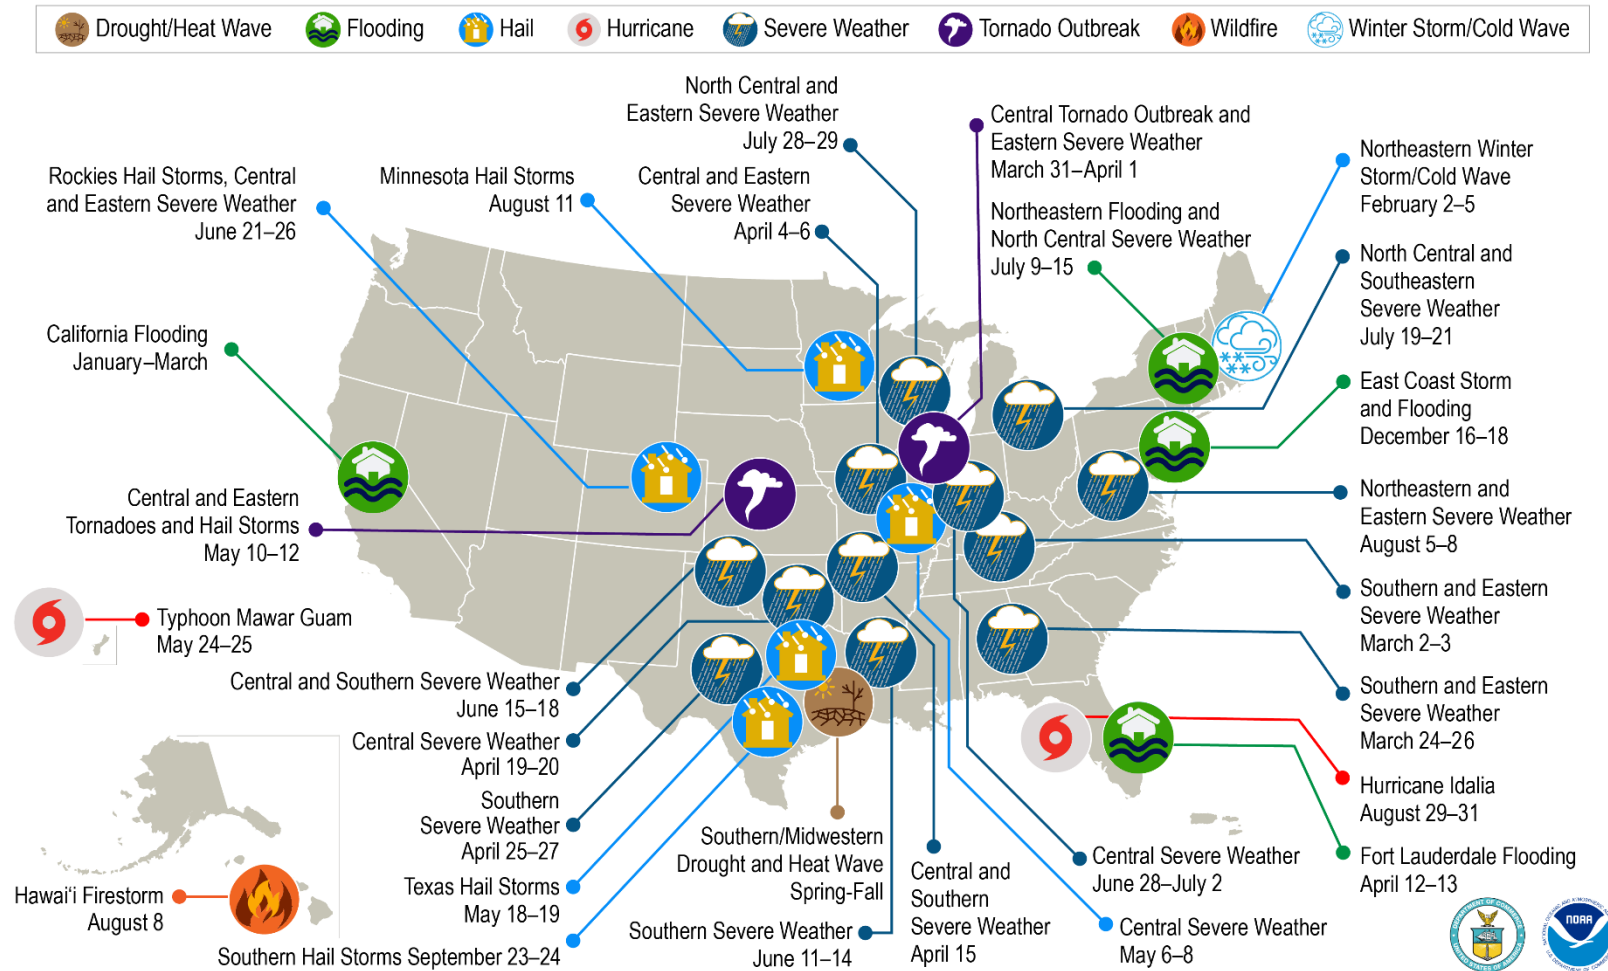 Drought/Heat Wave
Flooding
Hail
Hurricane
Severe Weather
Tornado Outbreak
Wildfire
Winter Storm/Cold Wave
North Central and
Eastern Severe Weather
July 28–29
Central Tornado Outbreak and
Eastern Severe Weather
March 31–April 1
Northeastern Winter
Storm/Cold Wave
February 2–5
Rockies Hail Storms, Central
and Eastern Severe Weather
June 21–26
Minnesota Hail Storms
August 11
Central and Eastern
Severe Weather
April 4–6
Northeastern Flooding and
North Central Severe Weather
July 9–15
North Central and
Southeastern
Severe Weather
July 19–21
California Flooding
January–March
East Coast Storm
and Flooding
December 16–18
Central and Eastern
Tornadoes and Hail Storms
May 10–12
Northeastern and
Eastern Severe Weather
August 5–8
Typhoon Mawar Guam
May 24–25
Southern and Eastern
Severe Weather
March 2–3
Central and Southern Severe Weather
June 15–18
Southern and Eastern
Severe Weather
March 24–26
Central Severe Weather
April 19–20
Hurricane Idalia
August 29–31
Southern
Severe Weather
April 25–27
Southern/Midwestern
Drought and Heat Wave
Spring-Fall
Central Severe Weather
June 28–July 2
Fort Lauderdale Flooding
April 12–13
Texas Hail Storms
May 18–19
Central and
Southern
Severe Weather
April 15
Hawai‘i Firestorm
August 8
Southern Severe Weather
June 11–14
Central Severe Weather
May 6–8
Southern Hail Storms September 23–24
DEPARTMENT OF COMMERCE
UNITED STATES OF AMERICA
NOAA